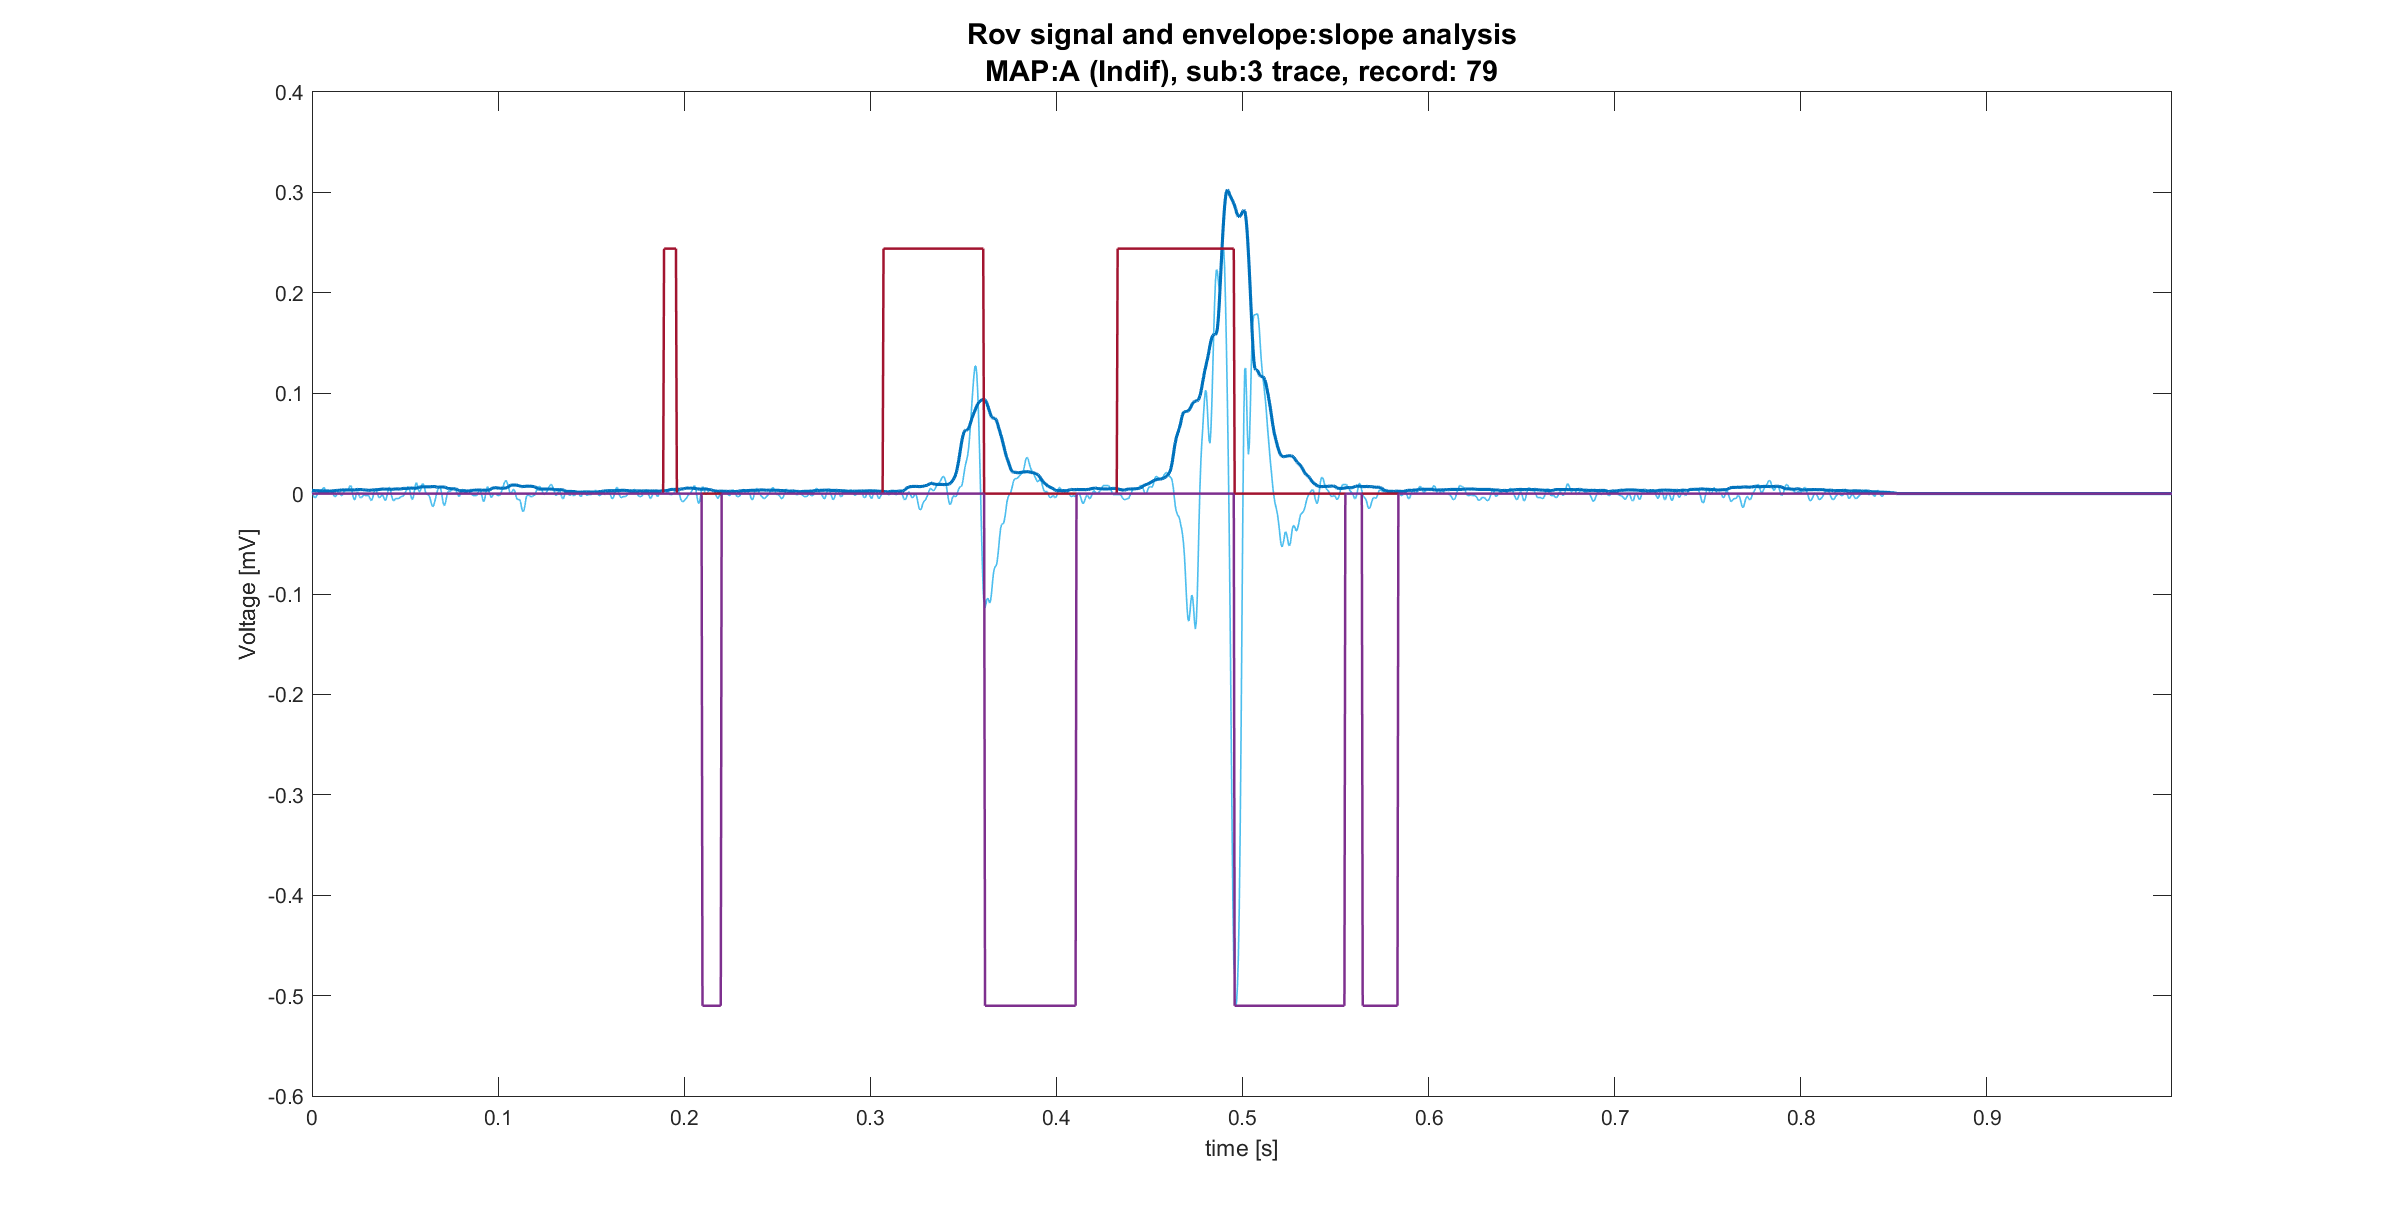 Rov signal and envelope:slope analysis
MAP:A (Indif), sub:3 trace, record: 79
0.4
0.3
0.2
0.1
0
-0.1
-0.2
-0.3
-0.4
-0.5
-0.6
Voltage [mV]
0 0.1 0.2 0.3 0.4 0.5 0.6 0.7 0.8 0.9
time [s]